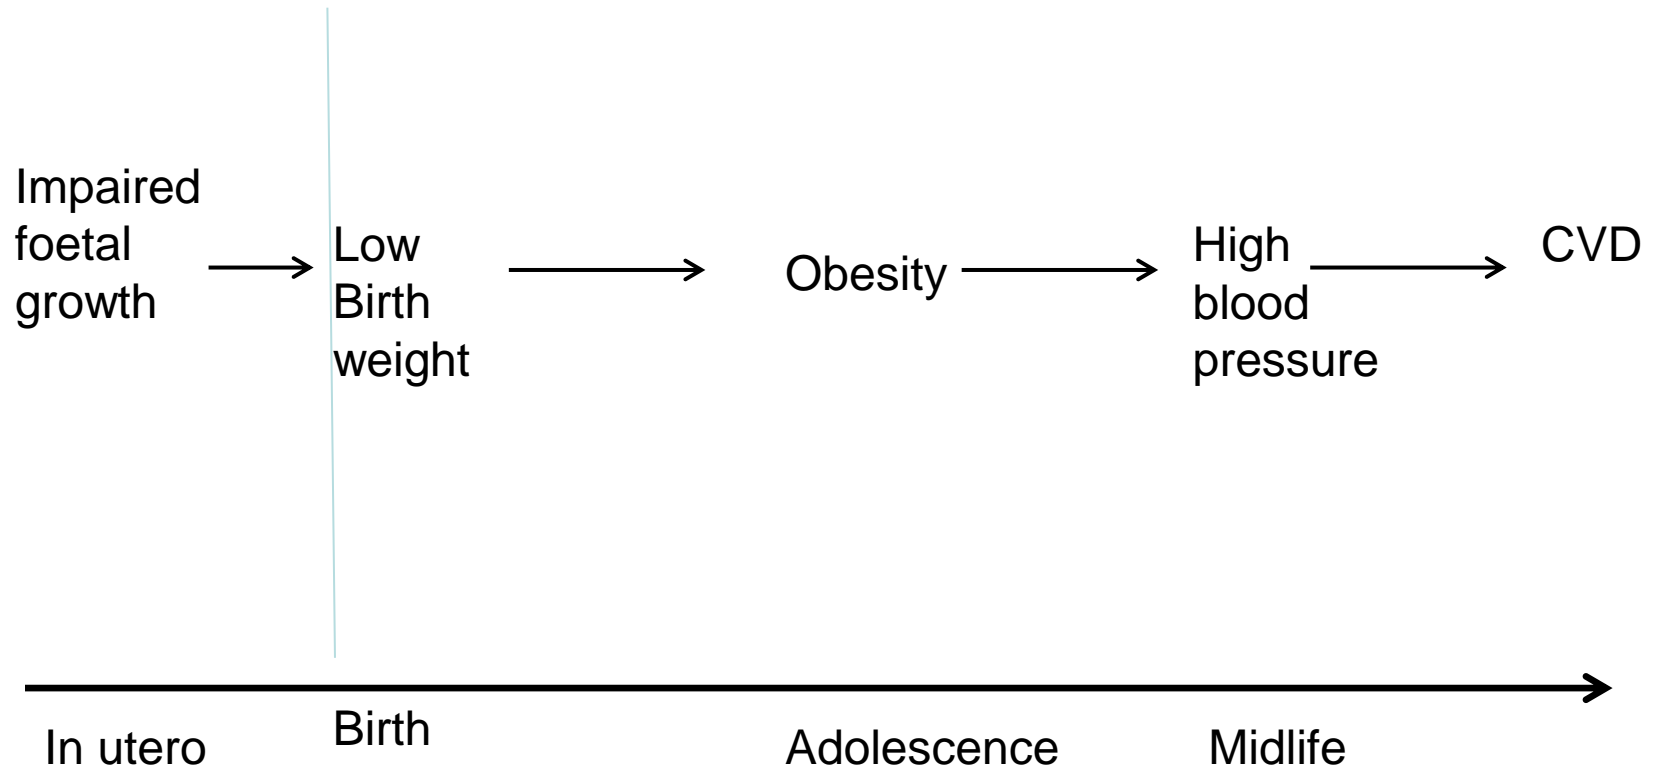 Impaired
foetal
growth
Low
Birth
weight
Obesity
High
blood
pressure
CVD
In utero
Birth
Adolescence
Midlife